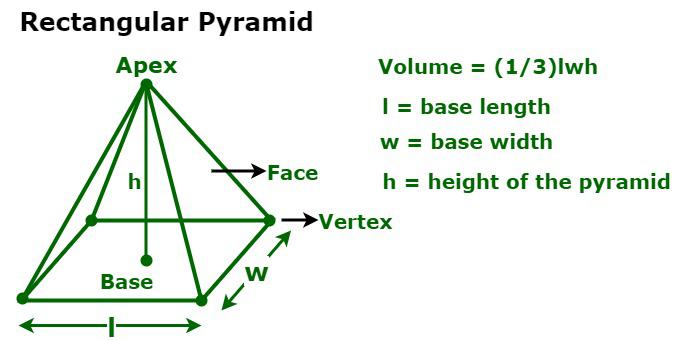 Rectangular Pyramid
Apex
Volume = (1/3)lwh
l = base length
w = base width
h
Face
h = height of the pyramid
Vertex
Base
W
l